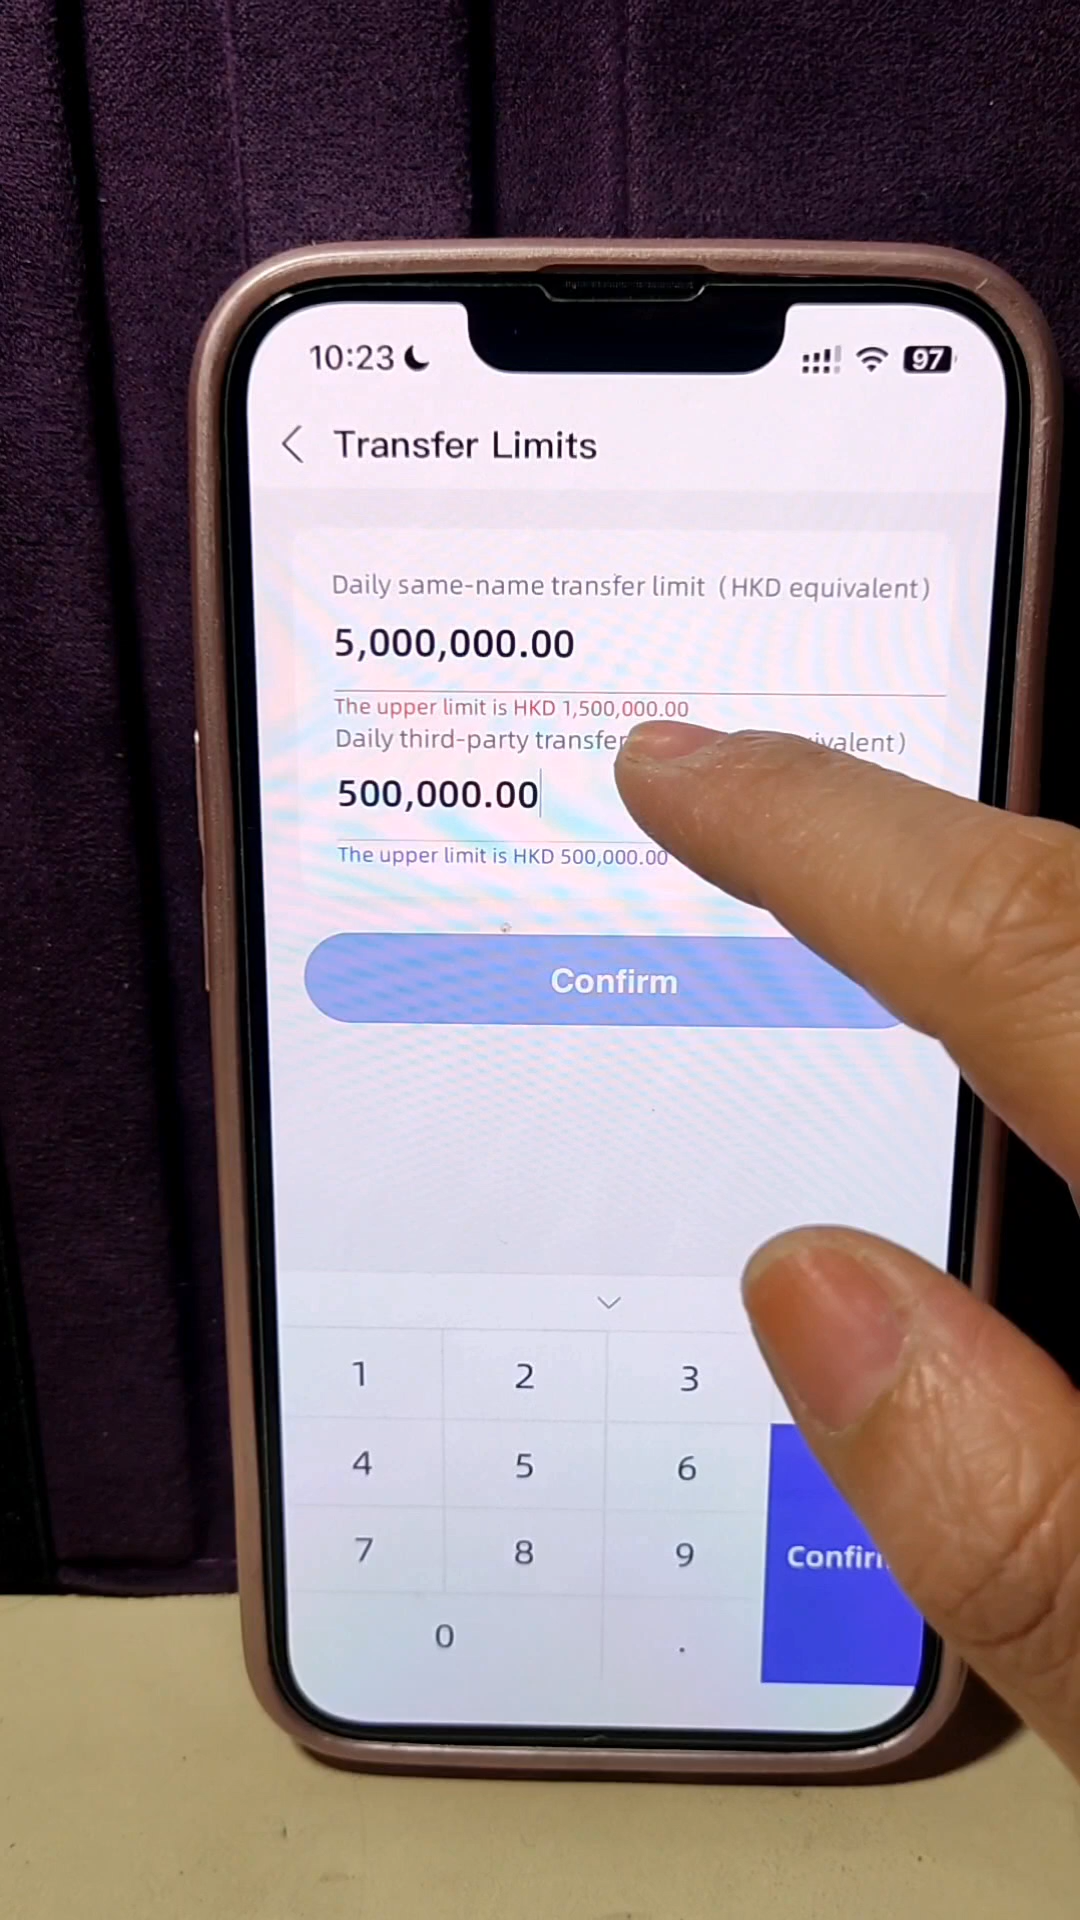 10:23 97
Transfer Limits
Daily same-name transfer limit (HKD equivalent)
5,000,000.00
The upper limit is HKD 1,500,000.00
Daily third-party transfer
500,000.00
The upper limit is HKD 500,000.00
Confirm
1 2 3
4 5 6
7 8 9
0 .